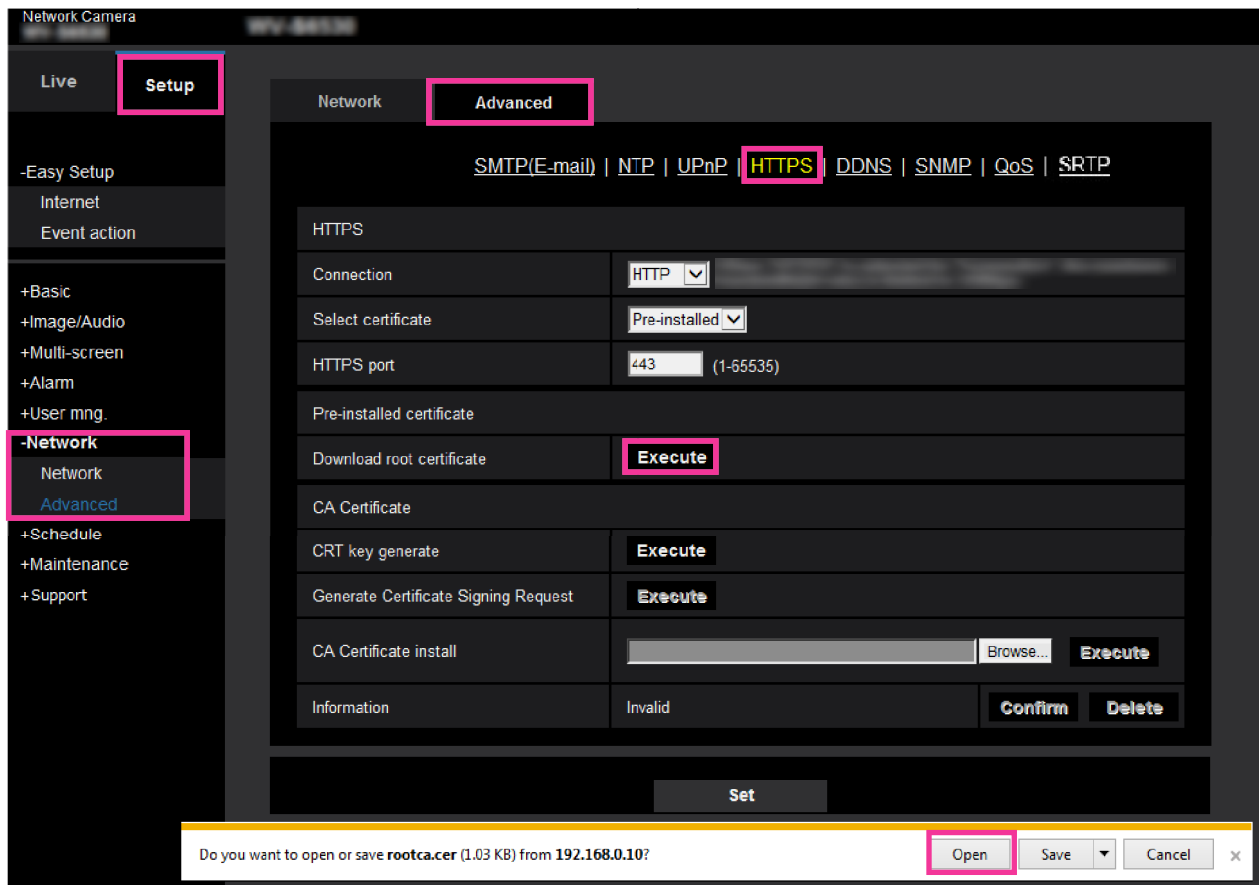 Network Camera
Live
Setup
Network
Advanced
SMTP(E-mail) | NTP | UPnP | HTTPS | DDNS | SNMP | QoS | SRTP
-Easy Setup
Internet
Event action
+Basic
+Image/Audio
+Multi-screen
+Alarm
+User mng.
-Network
Network
Advanced
+Schedule
+Maintenance
+Support
HTTPS
Connection
HTTP
Select certificate
Pre-installed
HTTPS port
443
(1-65535)
Pre-installed certificate
Download root certificate
Execute
CA Certificate
CRT key generate
Execute
Generate Certificate Signing Request
Execute
CA Certificate install
Browse...
Execute
Information
Invalid
Confirm
Delete
Set
Do you want to open or save rootca.cer (1.03 KB) from 192.168.0.10?
Open
Save
Cancel